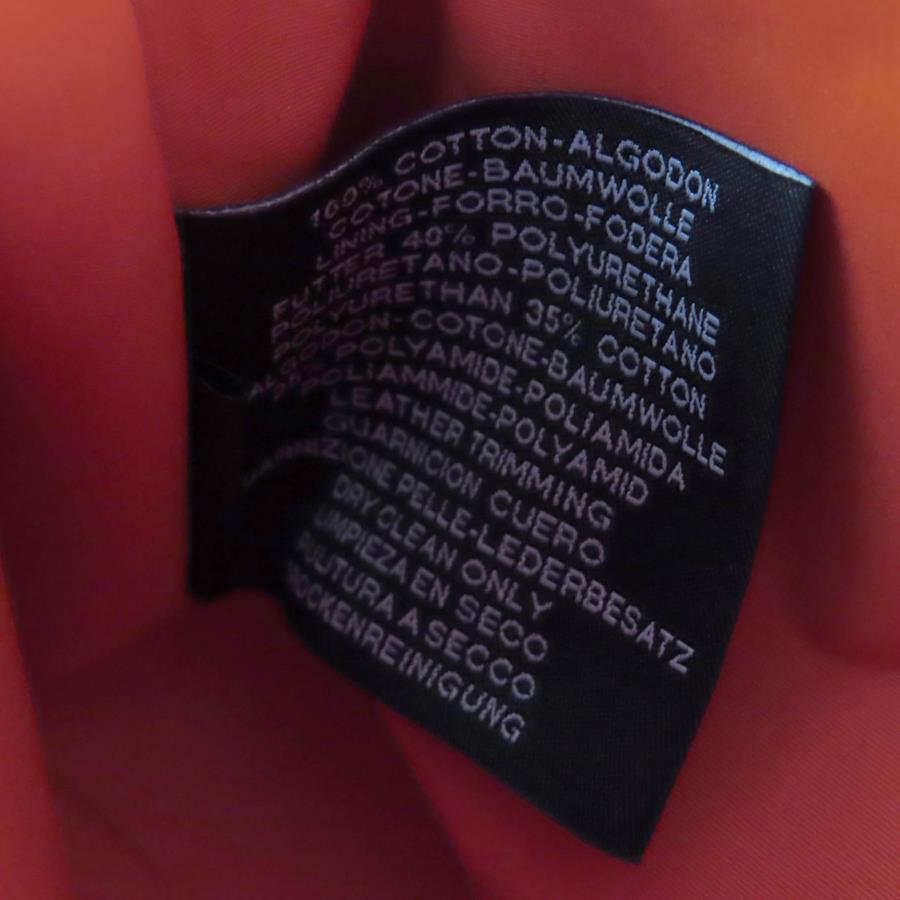 100% COTTON-ALGODON
COTONE-BAUMWOLLE
LINING-FORRO-FODERA
FUTTER 40% POLYURETHANE
POLIURETANO-POLIURETANO
POLYURETHAN 35% COTTON
ALGODON-COTONE-BAUMWOLLE
25% POLYAMIDE-POLIAMIDA
POLIAMMIDE-POLYAMID
LEATHER TRIMMING
GUARNICION CUERO
GUARNIZIONE PELLE-LEDERBESATZ
DRY CLEAN ONLY
LIMPIEZA EN SECO
PULITURA A SECCO
TROCKENREINIGUNG